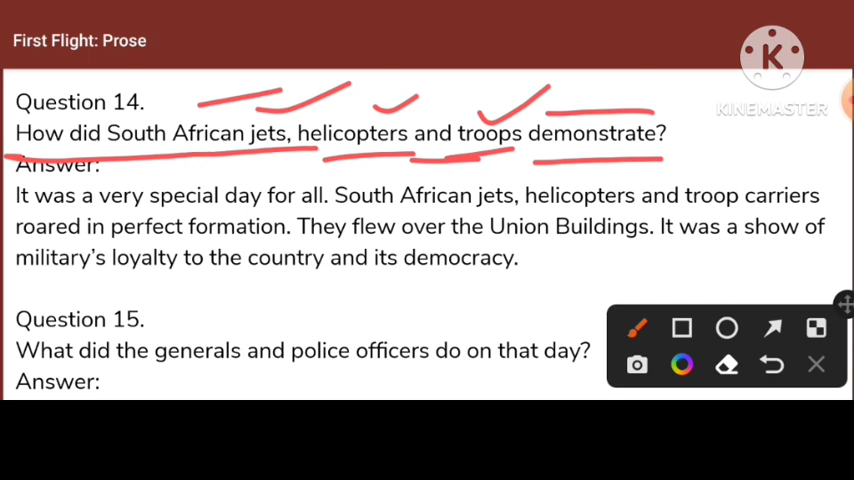 First Flight: Prose
K
KINEMASTER
Question 14.
How did South African jets, helicopters and troops demonstrate?
Answer:
It was a very special day for all. South African jets, helicopters and troop carriers
roared in perfect formation. They flew over the Union Buildings. It was a show of
military's loyalty to the country and its democracy.
Question 15.
What did the generals and police officers do on that day?
Answer: